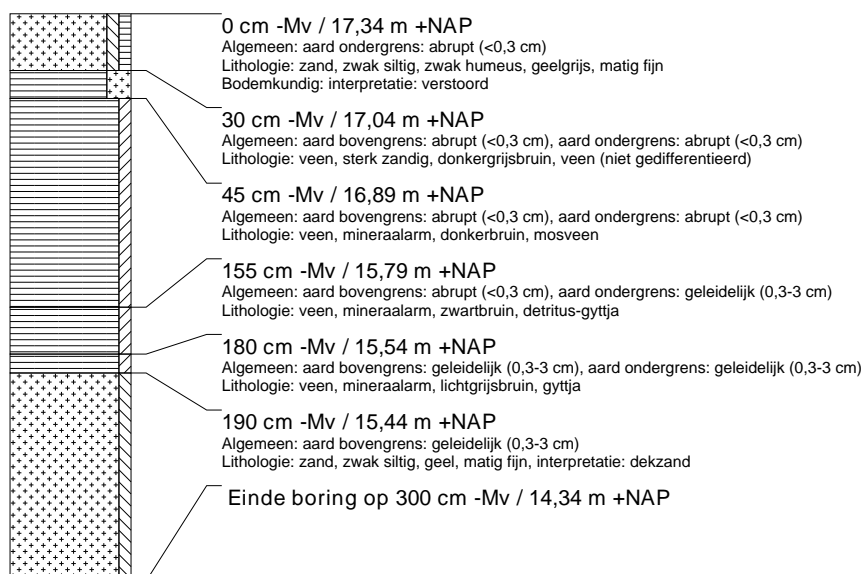 0 cm -Mv / 17,34 m +NAP
Algemeen: aard ondergrens: abrupt (<0,3 cm)
Lithologie: zand, zwak siltig, zwak humeus, geelgrijs, matig fijn
Bodemkundig: interpretatie: verstoord
30 cm -Mv / 17,04 m +NAP
Algemeen: aard bovengrens: abrupt (<0,3 cm), aard ondergrens: abrupt (<0,3 cm)
Lithologie: veen, sterk zandig, donkergrijsbruin, veen (niet gedifferentieerd)
45 cm -Mv / 16,89 m +NAP
Algemeen: aard bovengrens: abrupt (<0,3 cm), aard ondergrens: abrupt (<0,3 cm)
Lithologie: veen, mineraalarm, donkerbruin, mosveen
155 cm -Mv / 15,79 m +NAP
Algemeen: aard bovengrens: abrupt (<0,3 cm), aard ondergrens: geleidelijk (0,3-3 cm)
Lithologie: veen, mineraalarm, zwartbruin, detritus-gyttja
180 cm -Mv / 15,54 m +NAP
Algemeen: aard bovengrens: geleidelijk (0,3-3 cm), aard ondergrens: geleidelijk (0,3-3 cm)
Lithologie: veen, mineraalarm, lichtgrijsbruin, gyttja
190 cm -Mv / 15,44 m +NAP
Algemeen: aard bovengrens: geleidelijk (0,3-3 cm)
Lithologie: zand, zwak siltig, geel, matig fijn, interpretatie: dekzand
Einde boring op 300 cm -Mv / 14,34 m +NAP